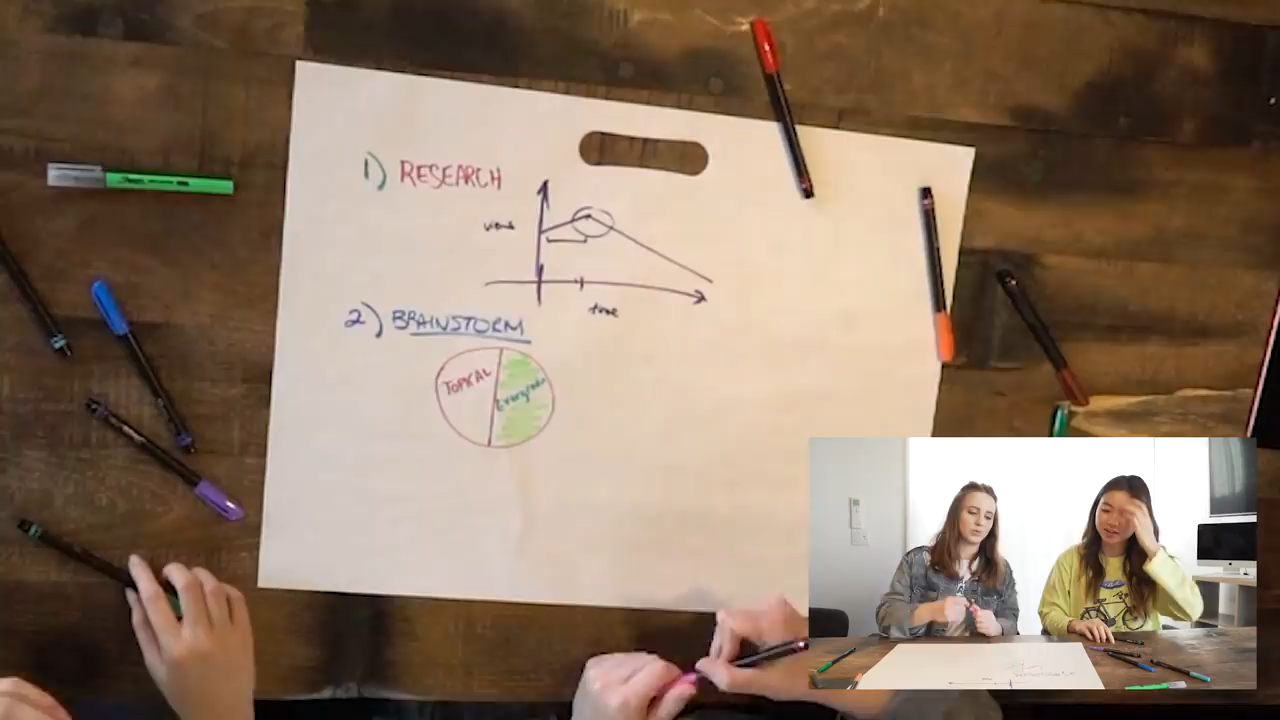 1) RESEARCH
views
time
2) BRAINSTORM
TOPICAL
Evergreen